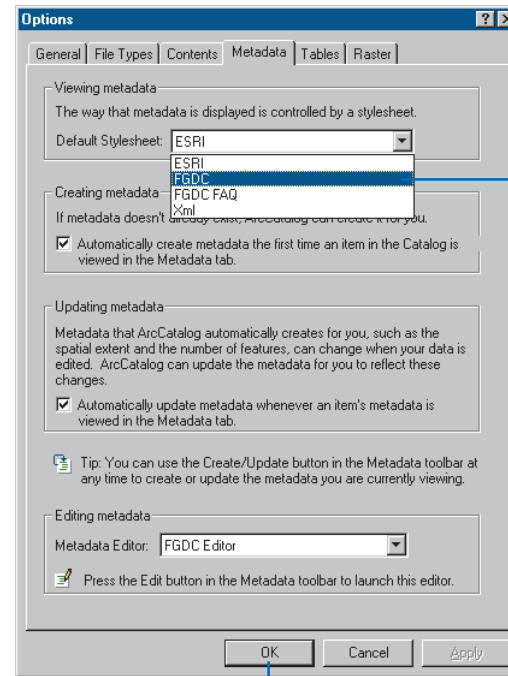 Options
General File Types Contents Metadata Tables Raster
Viewing metadata
The way that metadata is displayed is controlled by a stylesheet.
Default Stylesheet: ESRI
ESRI
FGDC
FGDC FAQ
Xml
Creating metadata
If metadata doesn't already exist, ArcCatalog can create it for you.
Automatically create metadata the first time an item in the Catalog is
viewed in the Metadata tab.
Updating metadata
Metadata that ArcCatalog automatically creates for you, such as the
spatial extent and the number of features, can change when your data is
edited. ArcCatalog can update the metadata for you to reflect these
changes.
Automatically update metadata whenever an item's metadata is
viewed in the Metadata tab.
Tip: You can use the Create/Update button in the Metadata toolbar at
any time to create or update the metadata you are currently viewing.
Editing metadata
Metadata Editor: FGDC Editor
Press the Edit button in the Metadata toolbar to launch this editor.
OK Cancel Apply